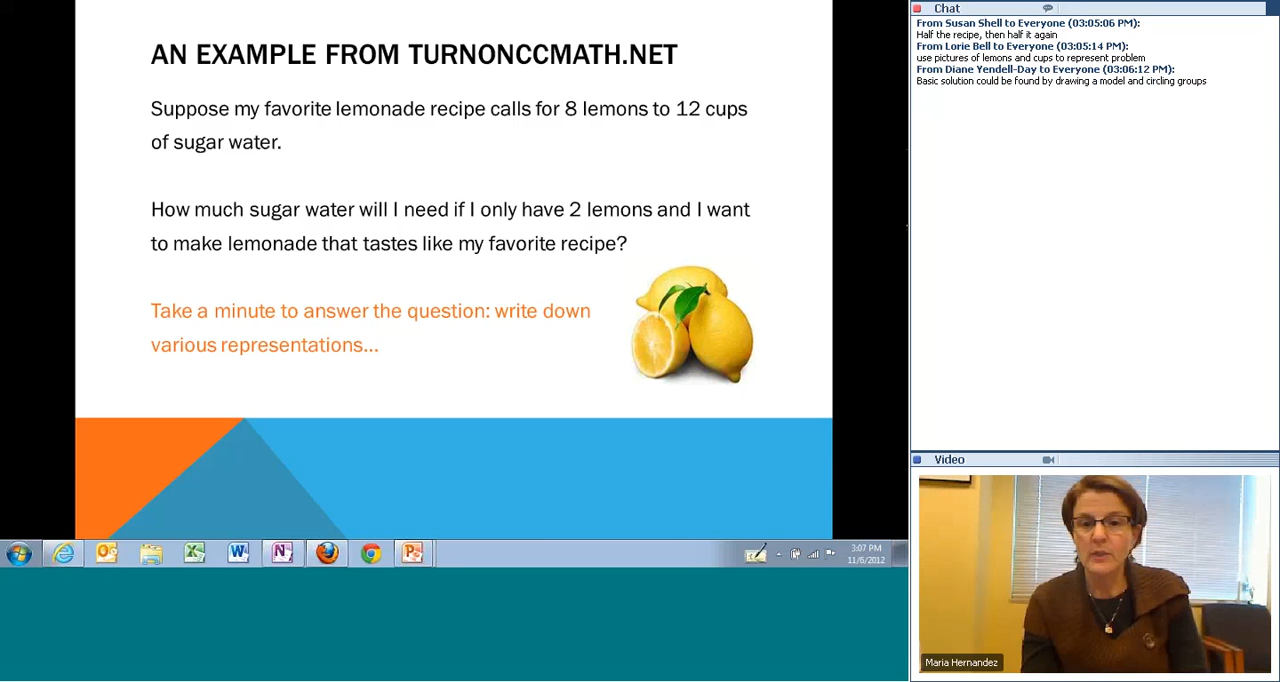 AN EXAMPLE FROM TURNONCCMATH.NET
Suppose my favorite lemonade recipe calls for 8 lemons to 12 cups
of sugar water.
How much sugar water will I need if I only have 2 lemons and I want
to make lemonade that tastes like my favorite recipe?
Take a minute to answer the question: write down
various representations...
3:07 PM
11/6/2012
Chat
From Susan Shell to Everyone (03:05:06 PM):
Half the recipe, then half it again
From Lorie Bell to Everyone (03:05:14 PM):
use pictures of lemons and cups to represent problem
From Diane Yendell-Day to Everyone (03:06:12 PM):
Basic solution could be found by drawing a model and circling groups
Video
Maria Hernandez